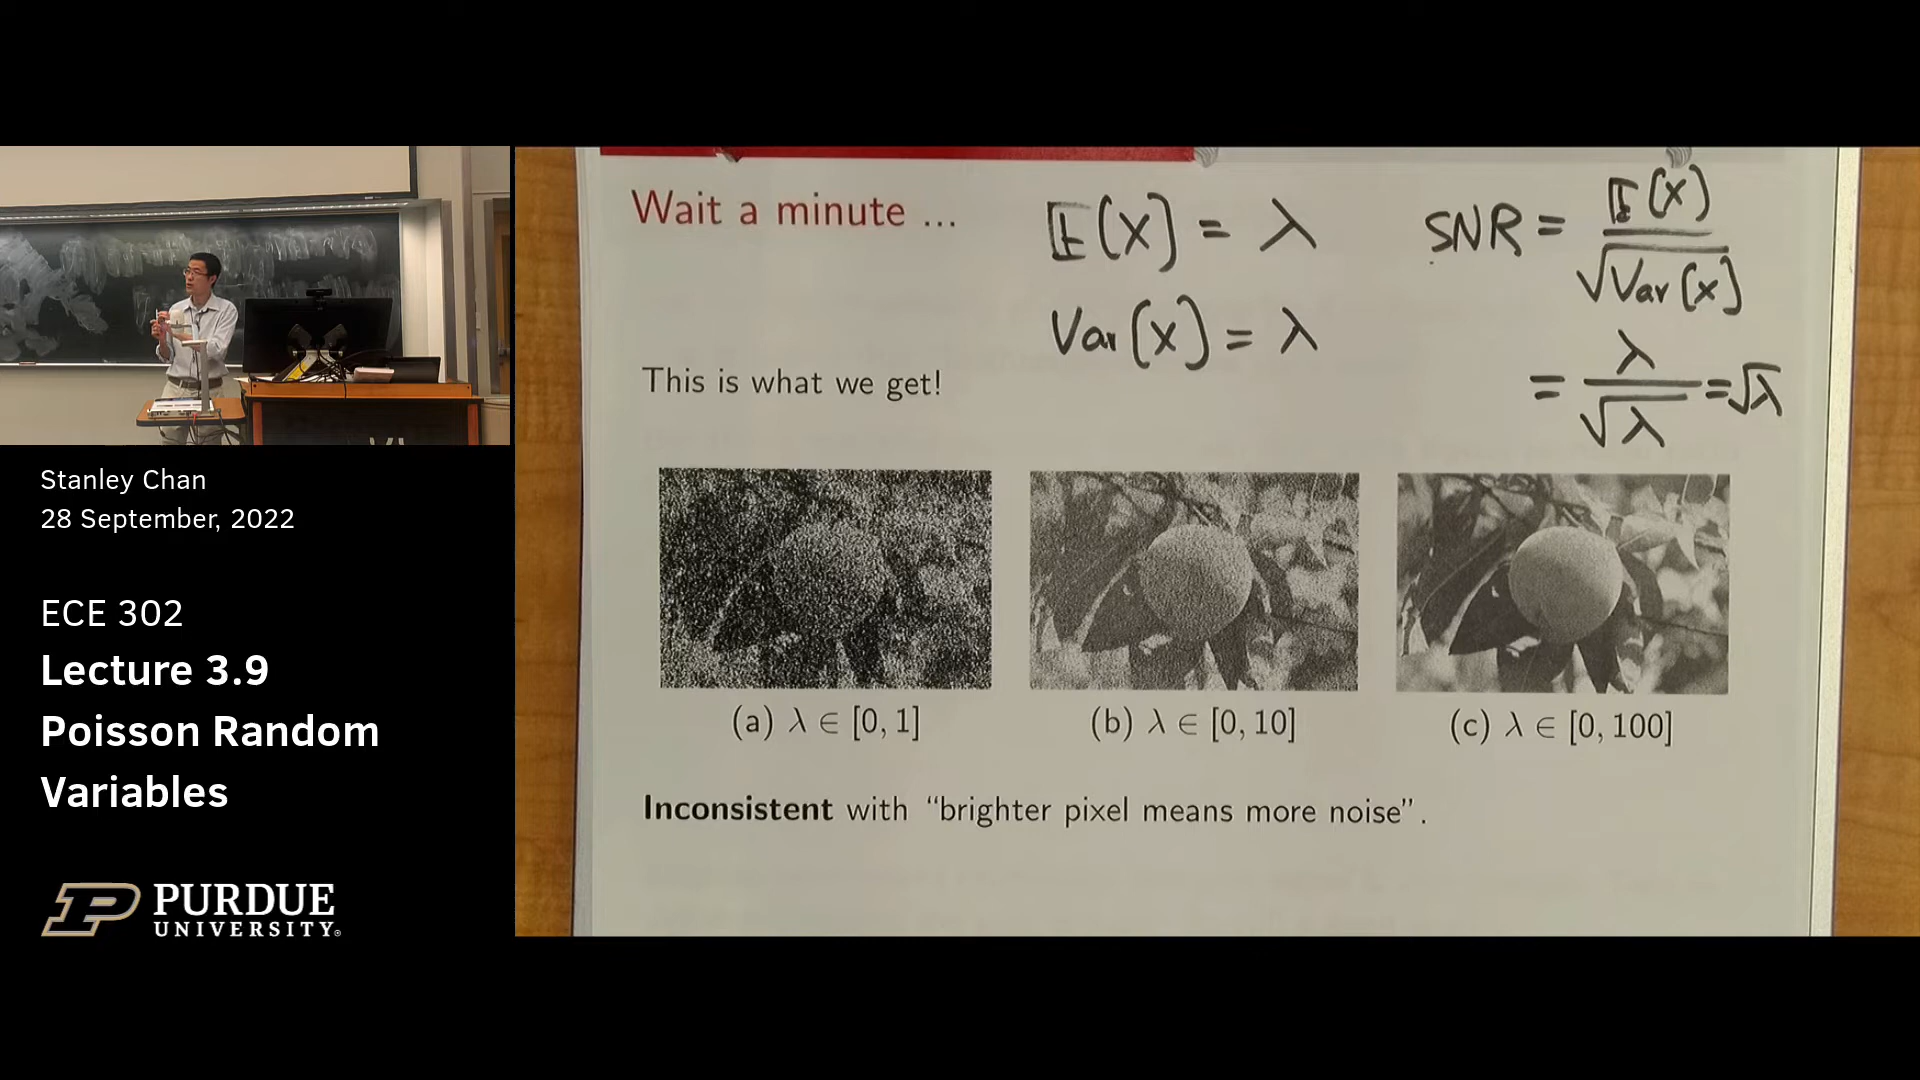 Stanley Chan
28 September, 2022
ECE 302
Lecture 3.9
Poisson Random
Variables
PURDUE
UNIVERSITY®
Wait a minute ...
𝔼[X] = λ
Var[X] = λ
SNR = 𝔼[X] / √Var[X]
= λ / √λ = √λ
This is what we get!
(a) λ ∈ [0, 1]
(b) λ ∈ [0, 10]
(c) λ ∈ [0, 100]
Inconsistent with “brighter pixel means more noise”.